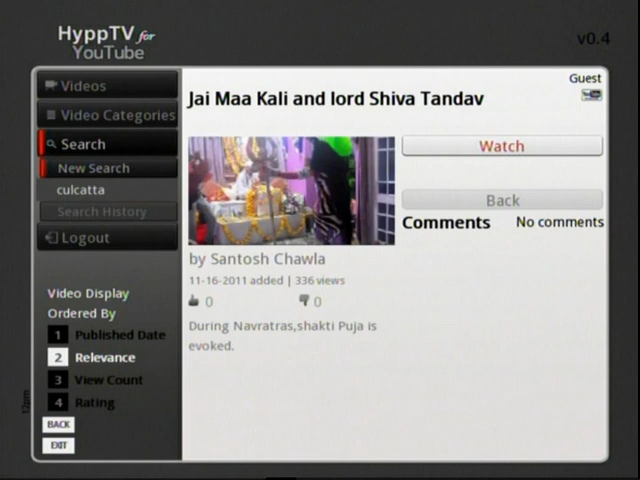 HyppTV for
YouTube
v0.4
Videos
Video Categories
Search
New Search
culcatta
Search History
Logout
Video Display
Ordered By
1 Published Date
2 Relevance
3 View Count
4 Rating
12pm
BACK
EXIT
Guest
Jai Maa Kali and lord Shiva Tandav
Watch
Back
Comments No comments
by Santosh Chawla
11-16-2011 added | 336 views
0 0
During Navratras,shakti Puja is
evoked.